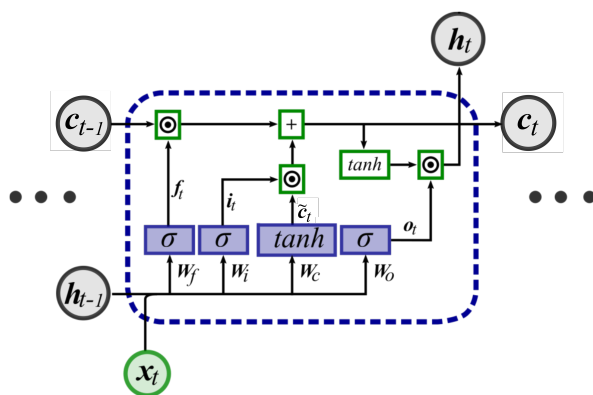 h_t
c_{t-1}
+
c_t
tanh
f_t
i_t
c̃_t
o_t
σ
σ
tanh
σ
W_f
W_i
W_c
W_o
h_{t-1}
x_t